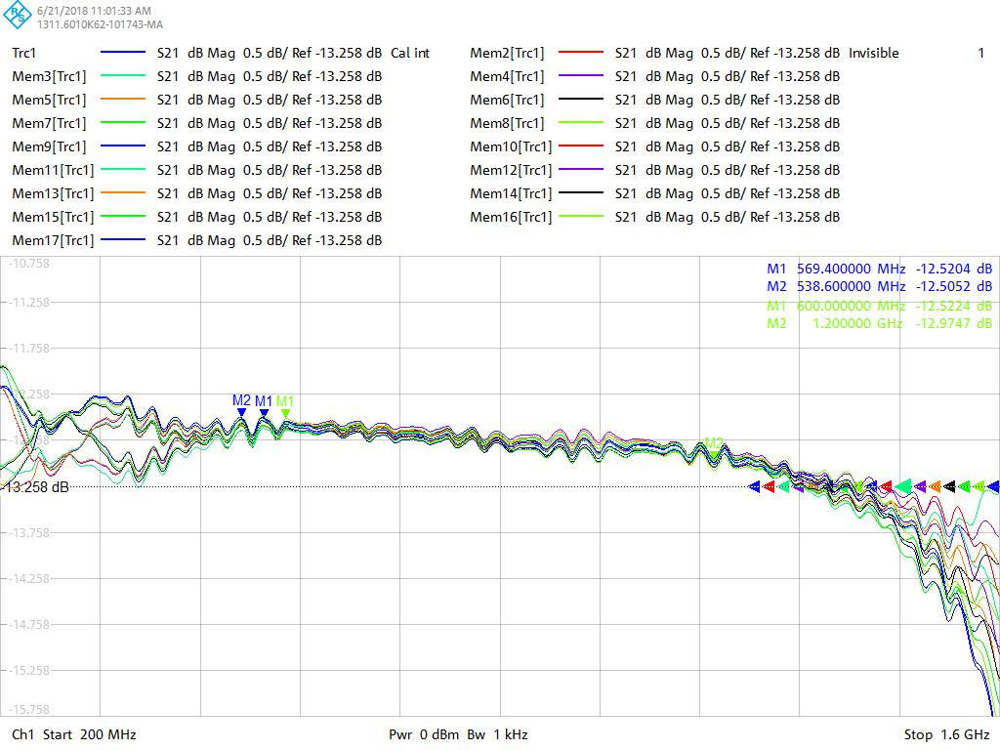 6/21/2018 11:01:33 AM
1311.6010K62-101743-MA
Trc1 S21 dB Mag 0.5 dB/ Ref -13.258 dB Cal int Mem2[Trc1] S21 dB Mag 0.5 dB/ Ref -13.258 dB Invisible 1
Mem3[Trc1] S21 dB Mag 0.5 dB/ Ref -13.258 dB Mem4[Trc1] S21 dB Mag 0.5 dB/ Ref -13.258 dB
Mem5[Trc1] S21 dB Mag 0.5 dB/ Ref -13.258 dB Mem6[Trc1] S21 dB Mag 0.5 dB/ Ref -13.258 dB
Mem7[Trc1] S21 dB Mag 0.5 dB/ Ref -13.258 dB Mem8[Trc1] S21 dB Mag 0.5 dB/ Ref -13.258 dB
Mem9[Trc1] S21 dB Mag 0.5 dB/ Ref -13.258 dB Mem10[Trc1] S21 dB Mag 0.5 dB/ Ref -13.258 dB
Mem11[Trc1] S21 dB Mag 0.5 dB/ Ref -13.258 dB Mem12[Trc1] S21 dB Mag 0.5 dB/ Ref -13.258 dB
Mem13[Trc1] S21 dB Mag 0.5 dB/ Ref -13.258 dB Mem14[Trc1] S21 dB Mag 0.5 dB/ Ref -13.258 dB
Mem15[Trc1] S21 dB Mag 0.5 dB/ Ref -13.258 dB Mem16[Trc1] S21 dB Mag 0.5 dB/ Ref -13.258 dB
Mem17[Trc1] S21 dB Mag 0.5 dB/ Ref -13.258 dB
-10.758
M1 569.400000 MHz -12.5204 dB
M2 538.600000 MHz -12.5052 dB
-11.258
M1 600.000000 MHz -12.5224 dB
M2 1.200000 GHz -12.9747 dB
-11.758
M2 M1 M1
M2
-13.258 dB
-13.758
-14.258
-14.758
-15.258
-15.758
Ch1 Start 200 MHz Pwr 0 dBm Bw 1 kHz Stop 1.6 GHz